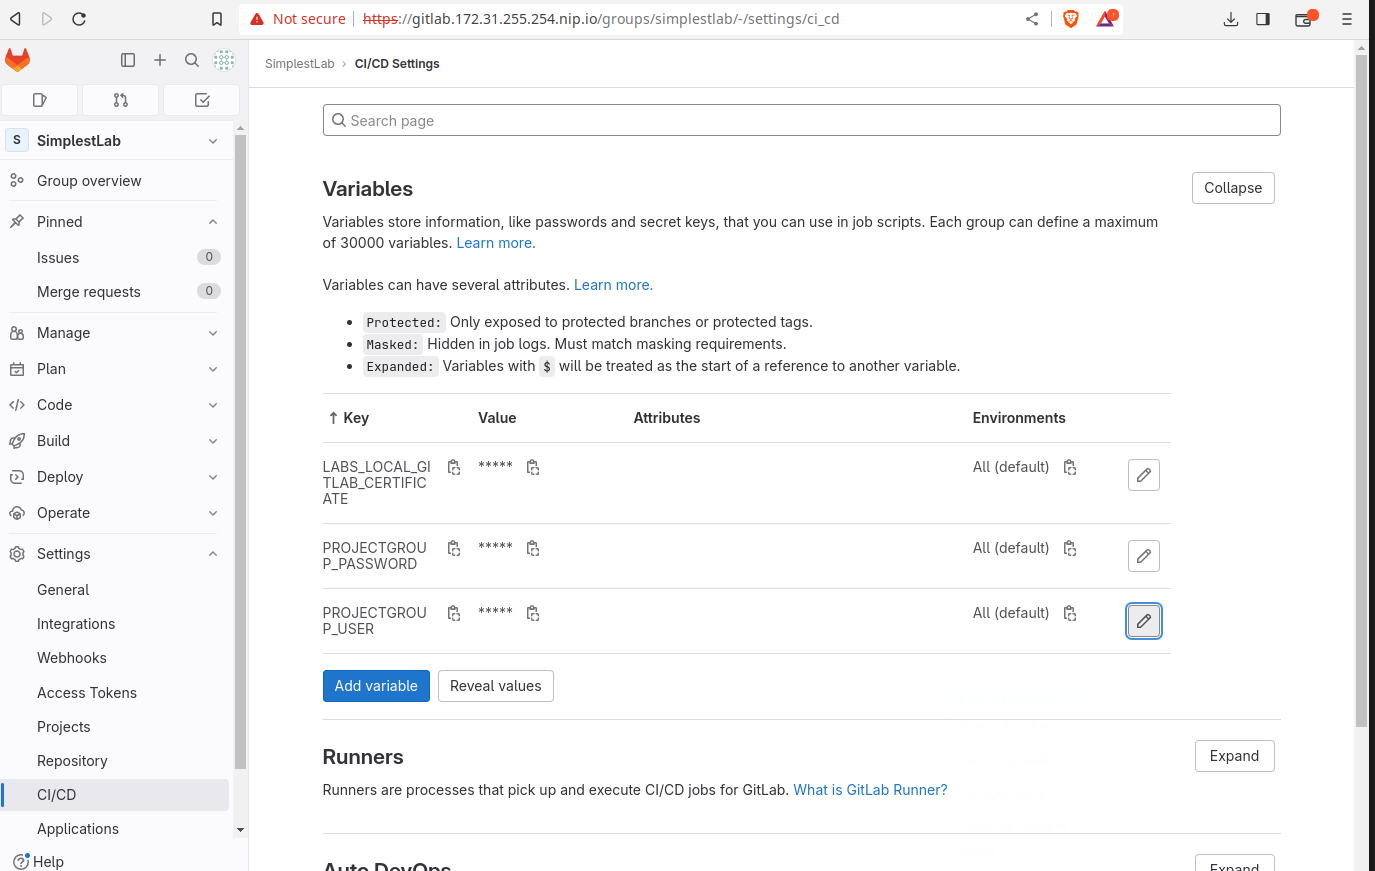 Not secure https://gitlab.172.31.255.254.nip.io/groups/simplestlab/-/settings/ci_cd
SimplestLab › CI/CD Settings
S SimplestLab
Group overview
Pinned
Issues 0
Merge requests 0
Manage
Plan
Code
Build
Deploy
Operate
Settings
General
Integrations
Webhooks
Access Tokens
Projects
Repository
CI/CD
Applications
Help
Search page
Variables
Collapse
Variables store information, like passwords and secret keys, that you can use in job scripts. Each group can define a maximum
of 30000 variables. Learn more.
Variables can have several attributes. Learn more.
• Protected: Only exposed to protected branches or protected tags.
• Masked: Hidden in job logs. Must match masking requirements.
• Expanded: Variables with $ will be treated as the start of a reference to another variable.
↑ Key Value Attributes Environments
LABS_LOCAL_GI ***** All (default)
TLAB_CERTIFIC
ATE
PROJECTGROU ***** All (default)
P_PASSWORD
PROJECTGROU ***** All (default)
P_USER
Add variable Reveal values
Runners
Expand
Runners are processes that pick up and execute CI/CD jobs for GitLab. What is GitLab Runner?
Auto DevOps
Expand